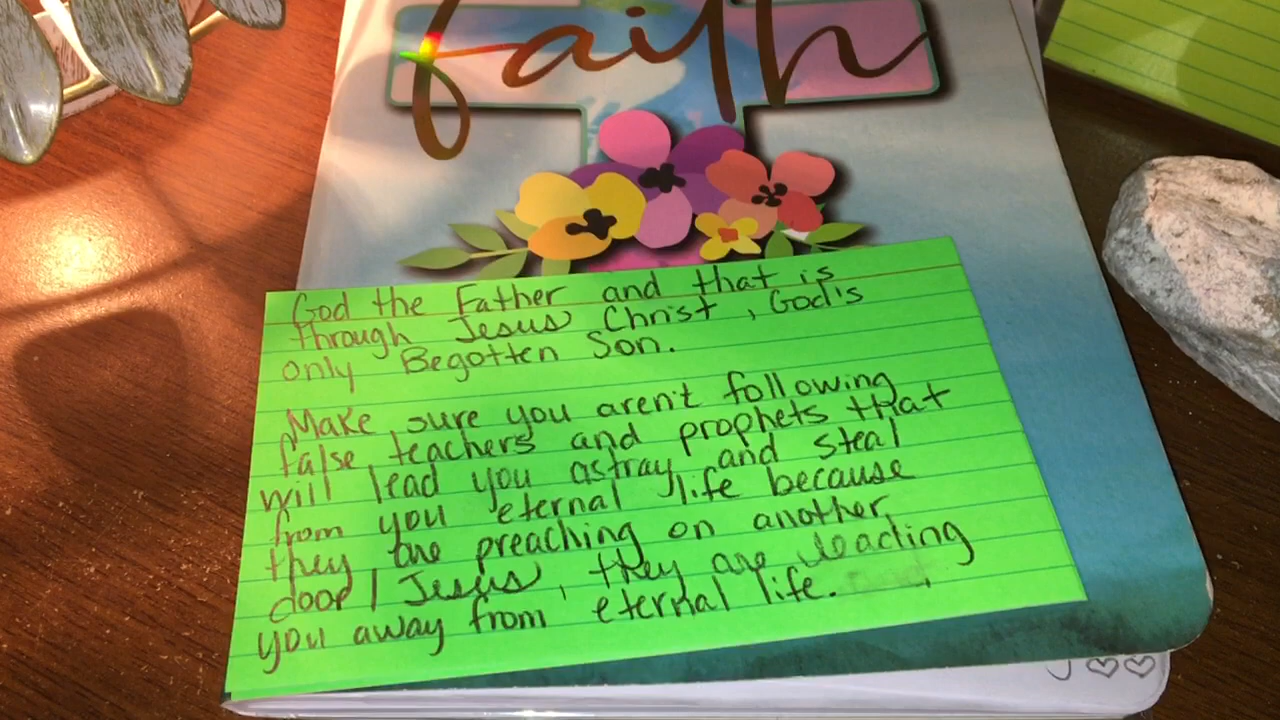 faith
God the Father and that is
through Jesus Christ, God's
only Begotten Son.
Make sure you aren't following
false teachers and prophets that
will lead you astray and steal
from you eternal life because
they are preaching on another
door / Jesus, they are leading
you away from eternal life.